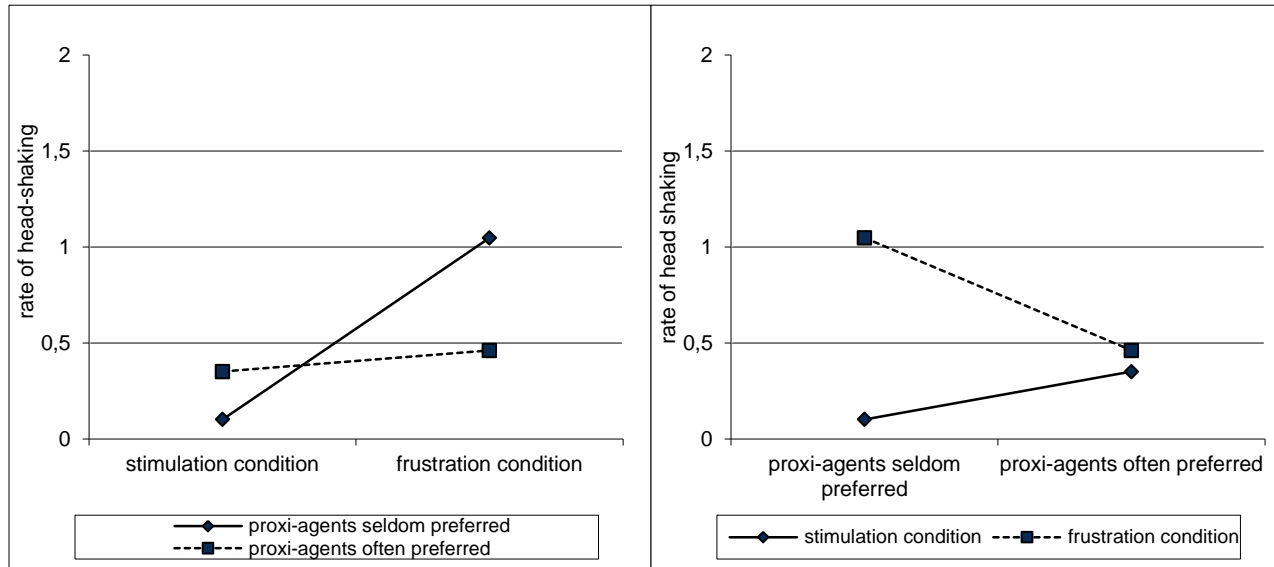 rate of head-shaking
2
1,5
1
0,5
0
stimulation condition
frustration condition
proxi-agents seldom preferred
proxi-agents often preferred
rate of head shaking
2
1,5
1
0,5
0
proxi-agents seldom
preferred
proxi-agents often preferred
stimulation condition
frustration condition